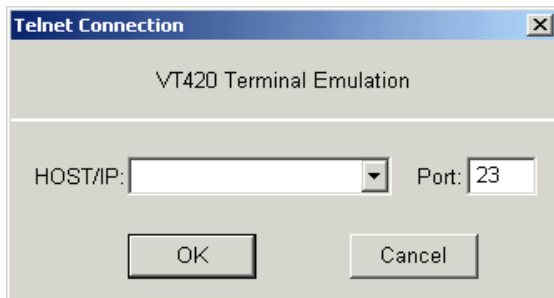 Telnet Connection
VT420 Terminal Emulation
HOST/IP: Port: 23
OK Cancel